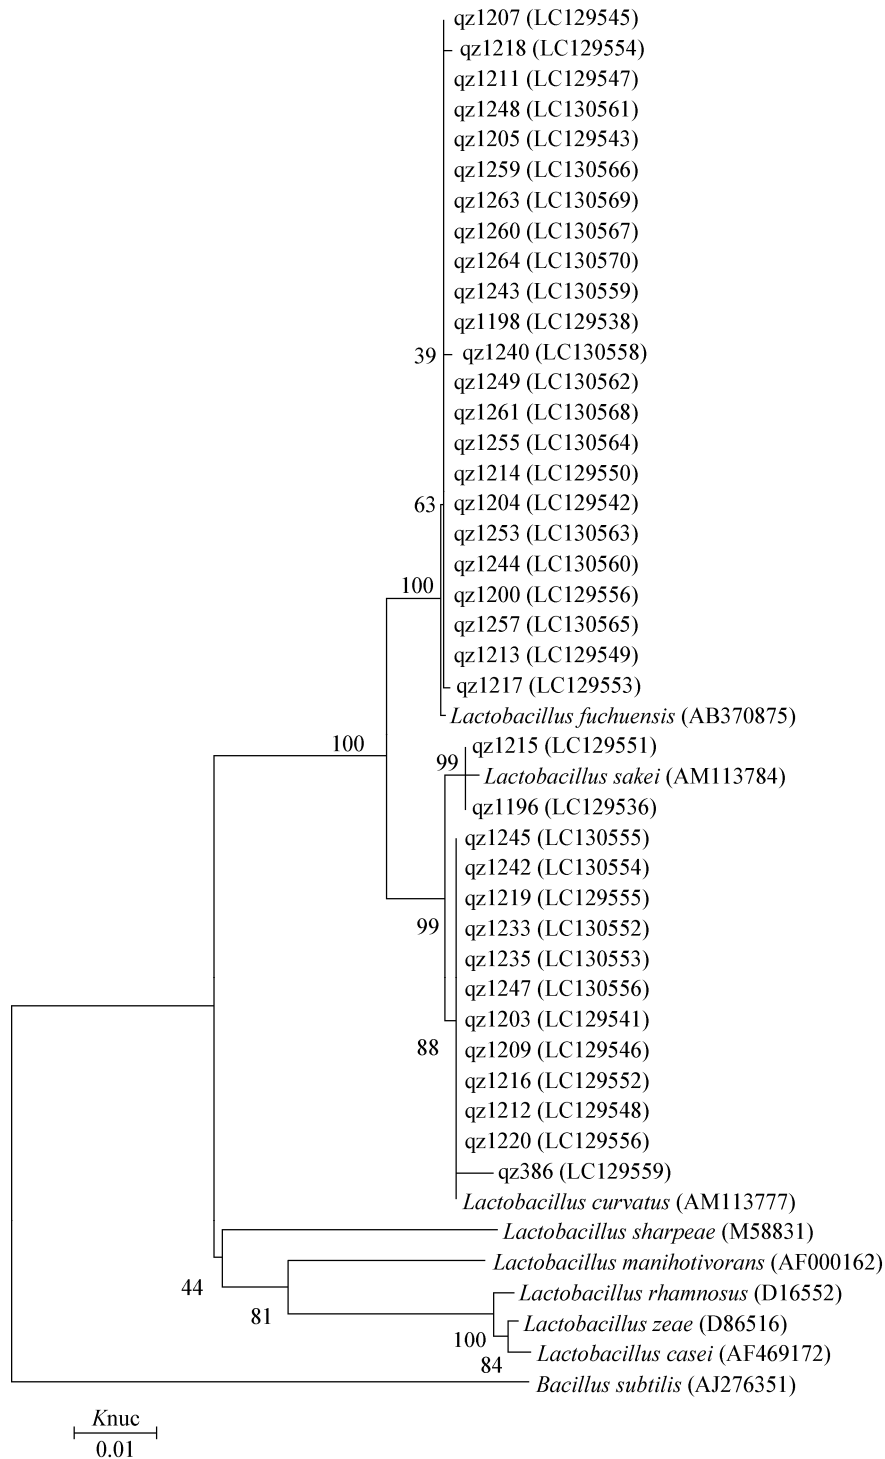 qz1207 (LC129545)
qz1218 (LC129554)
qz1211 (LC129547)
qz1248 (LC130561)
qz1205 (LC129543)
qz1259 (LC130566)
qz1263 (LC130569)
qz1260 (LC130567)
qz1264 (LC130570)
qz1243 (LC130559)
qz1198 (LC129538)
39 qz1240 (LC130558)
qz1249 (LC130562)
qz1261 (LC130568)
qz1255 (LC130564)
qz1214 (LC129550)
63 qz1204 (LC129542)
qz1253 (LC130563)
qz1244 (LC130560)
100
qz1200 (LC129556)
qz1257 (LC130565)
qz1213 (LC129549)
qz1217 (LC129553)
Lactobacillus fuchuensis (AB370875)
100
qz1215 (LC129551)
99
Lactobacillus sakei (AM113784)
qz1196 (LC129536)
qz1245 (LC130555)
qz1242 (LC130554)
qz1219 (LC129555)
99
qz1233 (LC130552)
qz1235 (LC130553)
qz1247 (LC130556)
qz1203 (LC129541)
88
qz1209 (LC129546)
qz1216 (LC129552)
qz1212 (LC129548)
qz1220 (LC129556)
qz386 (LC129559)
Lactobacillus curvatus (AM113777)
Lactobacillus sharpeae (M58831)
Lactobacillus manihotivorans (AF000162)
44
Lactobacillus rhamnosus (D16552)
81
Lactobacillus zeae (D86516)
100
Lactobacillus casei (AF469172)
84
Bacillus subtilis (AJ276351)
Knuc
0.01